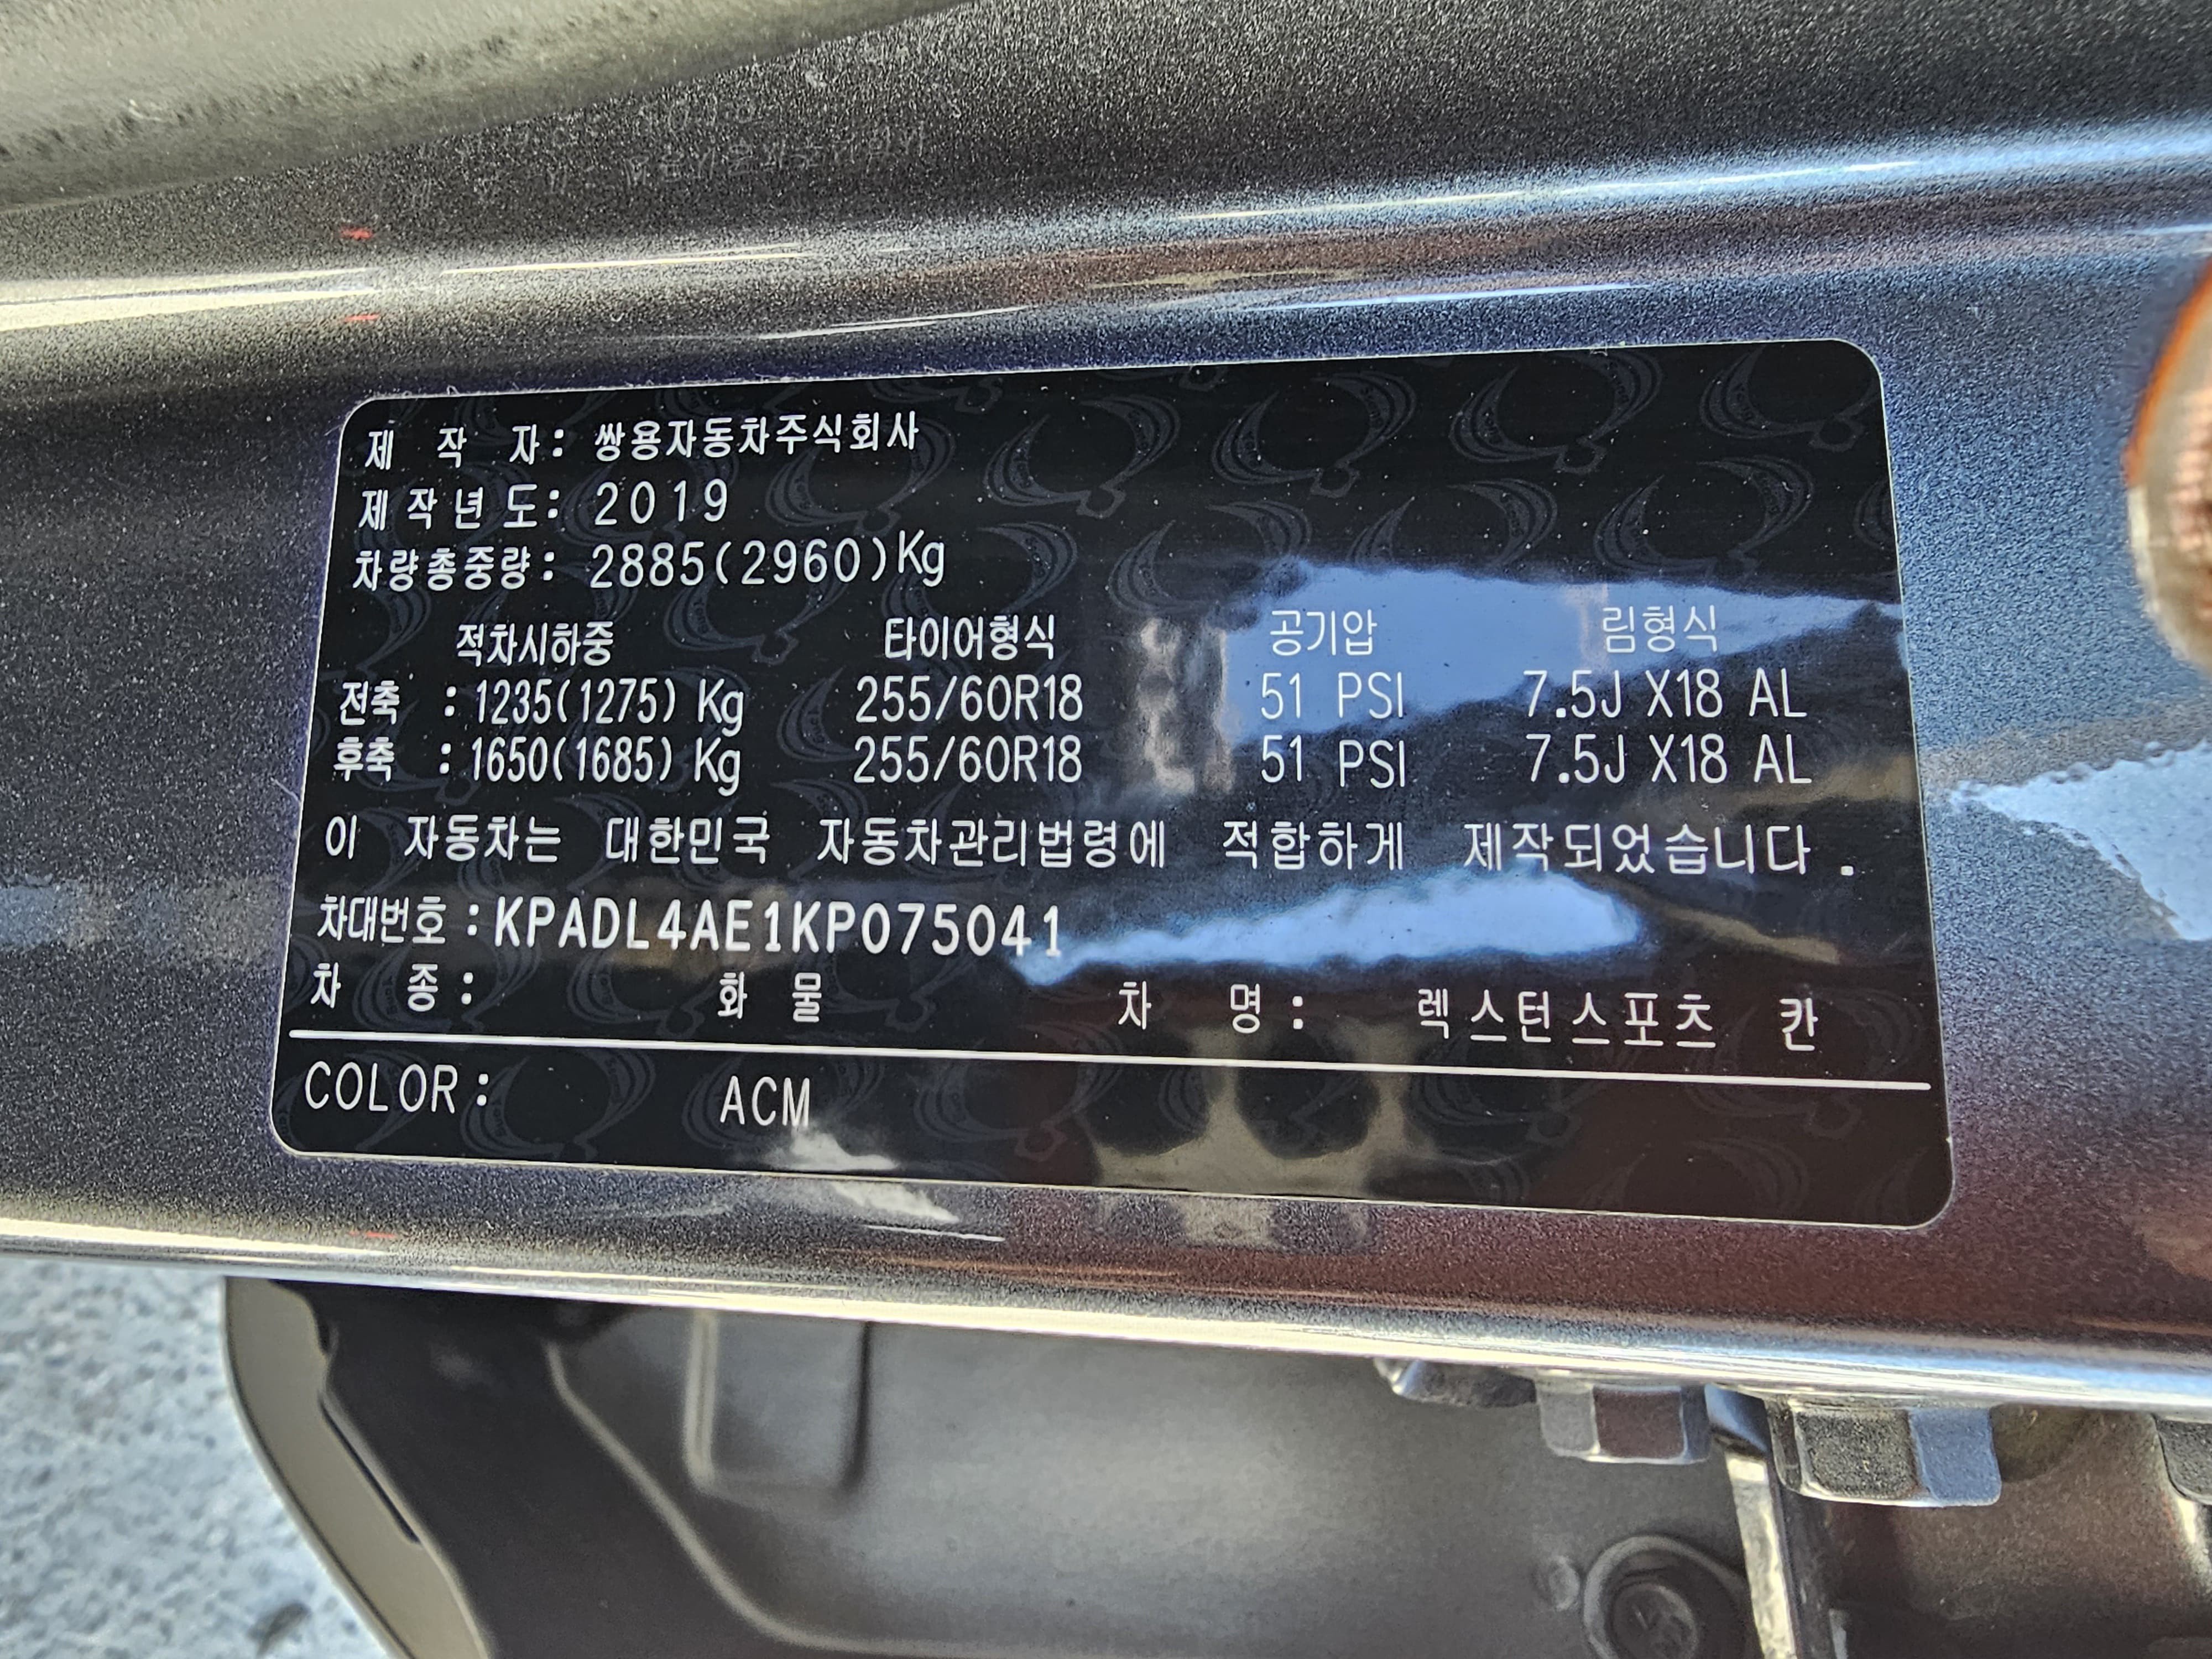 제 작 자: 쌍용자동차주식회사
제작년도: 2019
차량총중량: 2885(2960)Kg
적차시하중 타이어형식 공기압 림형식
전축 : 1235(1275) Kg 255/60R18 51 PSI 7.5J X18 AL
후축 : 1650(1685) Kg 255/60R18 51 PSI 7.5J X18 AL
이 자동차는 대한민국 자동차관리법령에 적합하게 제작되었습니다.
차대번호 : KPADL4AE1KP075041
차 종: 화 물 차 명: 렉스턴스포츠 칸
COLOR: ACM